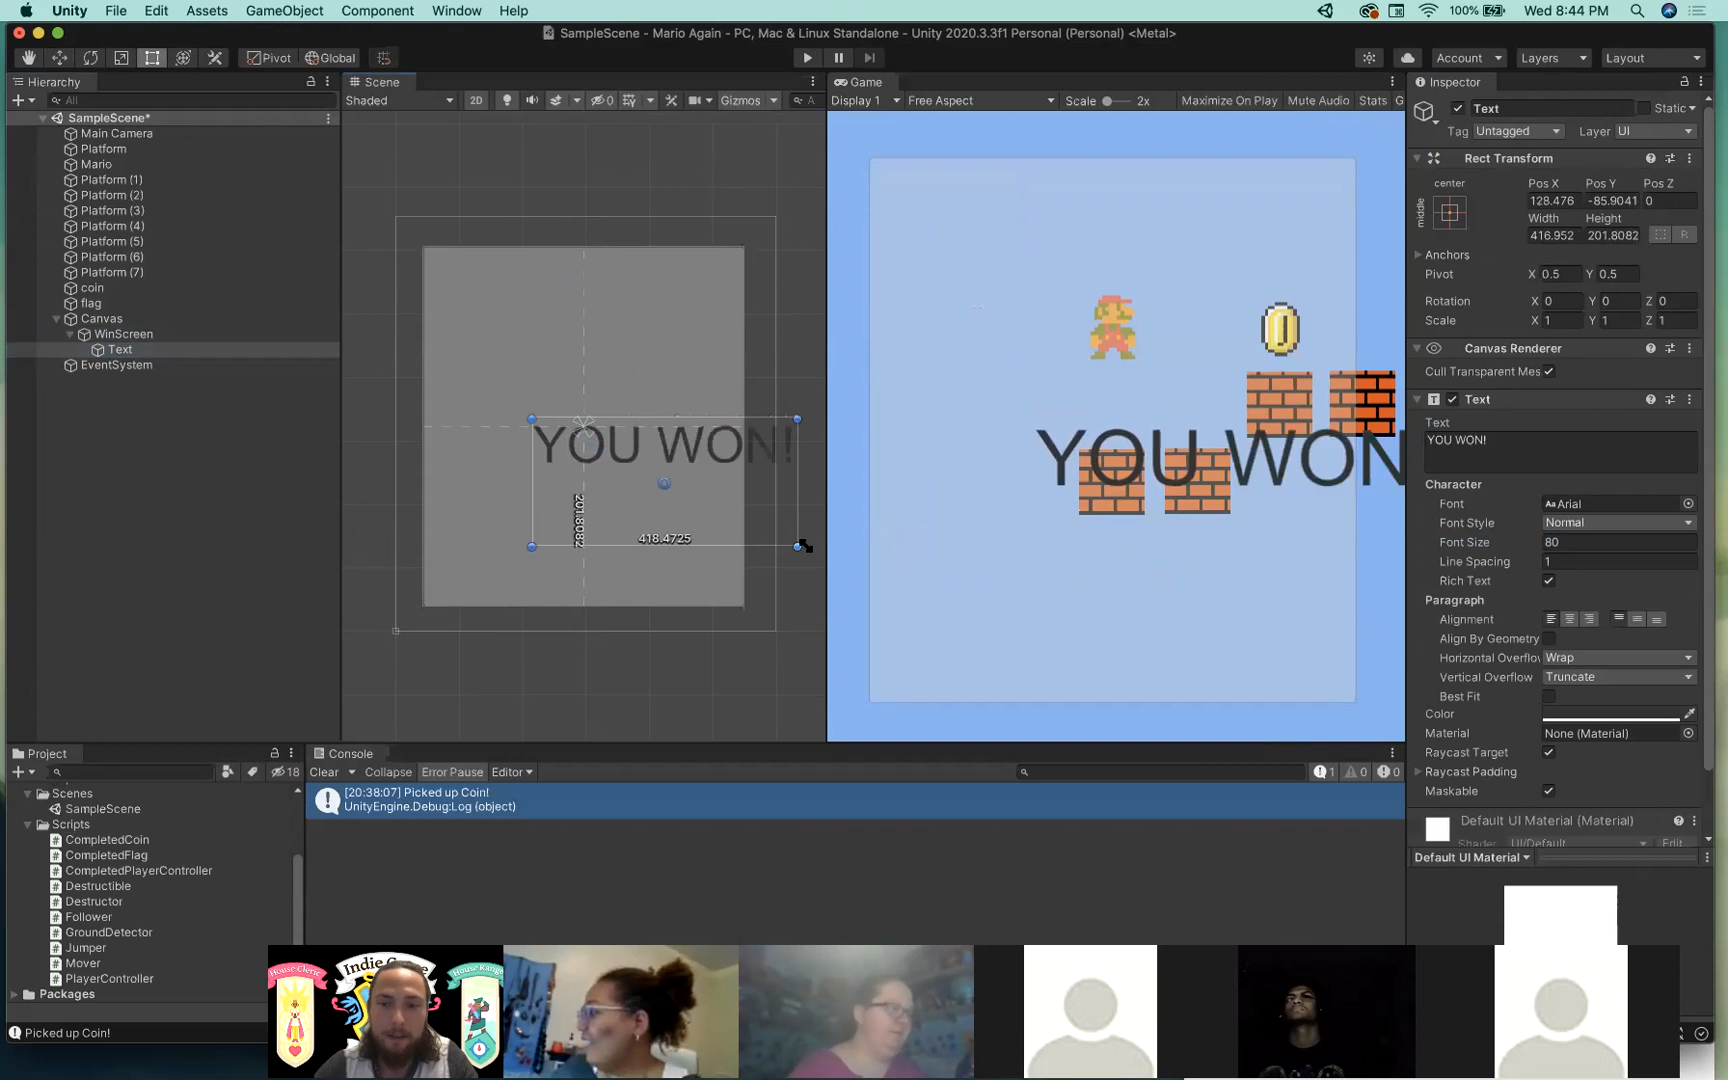 Unity File Edit Assets GameObject Component Window Help 100% Wed 8:44 PM
SampleScene - Mario Again - PC, Mac & Linux Standalone - Unity 2020.3.3f1 Personal (Personal) <Metal>
Pivot Global Account Layers Layout
Hierarchy
All
SampleScene*
Main Camera
Platform
Mario
Platform (1)
Platform (2)
Platform (3)
Platform (4)
Platform (5)
Platform (6)
Platform (7)
coin
flag
Canvas
WinScreen
Text
EventSystem
Scene
Shaded 2D 0 Gizmos A
YOU WON!
201.8082
418.4725
Game
Display 1 Free Aspect Scale 2x Maximize On Play Mute Audio Stats G
YOU WON
Inspector
Text Static
Tag Untagged Layer UI
Rect Transform
center
middle
Pos X Pos Y Pos Z
128.476 -85.9041 0
Width Height
416.952 201.8082 R
Anchors
Pivot X 0.5 Y 0.5
Rotation X 0 Y 0 Z 0
Scale X 1 Y 1 Z 1
Canvas Renderer
Cull Transparent Mes
Text
Text
YOU WON!
Character
Font Arial
Font Style Normal
Font Size 80
Line Spacing 1
Rich Text
Paragraph
Alignment
Align By Geometry
Horizontal Overflo Wrap
Vertical Overflow Truncate
Best Fit
Color
Material None (Material)
Raycast Target
Raycast Padding
Maskable
Default UI Material (Material)
Shader UI/Default Edit
Default UI Material
Project
18
Scenes
SampleScene
Scripts
CompletedCoin
CompletedFlag
CompletedPlayerController
Destructible
Destructor
Follower
GroundDetector
Jumper
Mover
PlayerController
Packages
Console
Clear Collapse Error Pause Editor 1 0 0
[20:38:07] Picked up Coin!
UnityEngine.Debug:Log (object)
Picked up Coin!
House Cleric
Indie
House